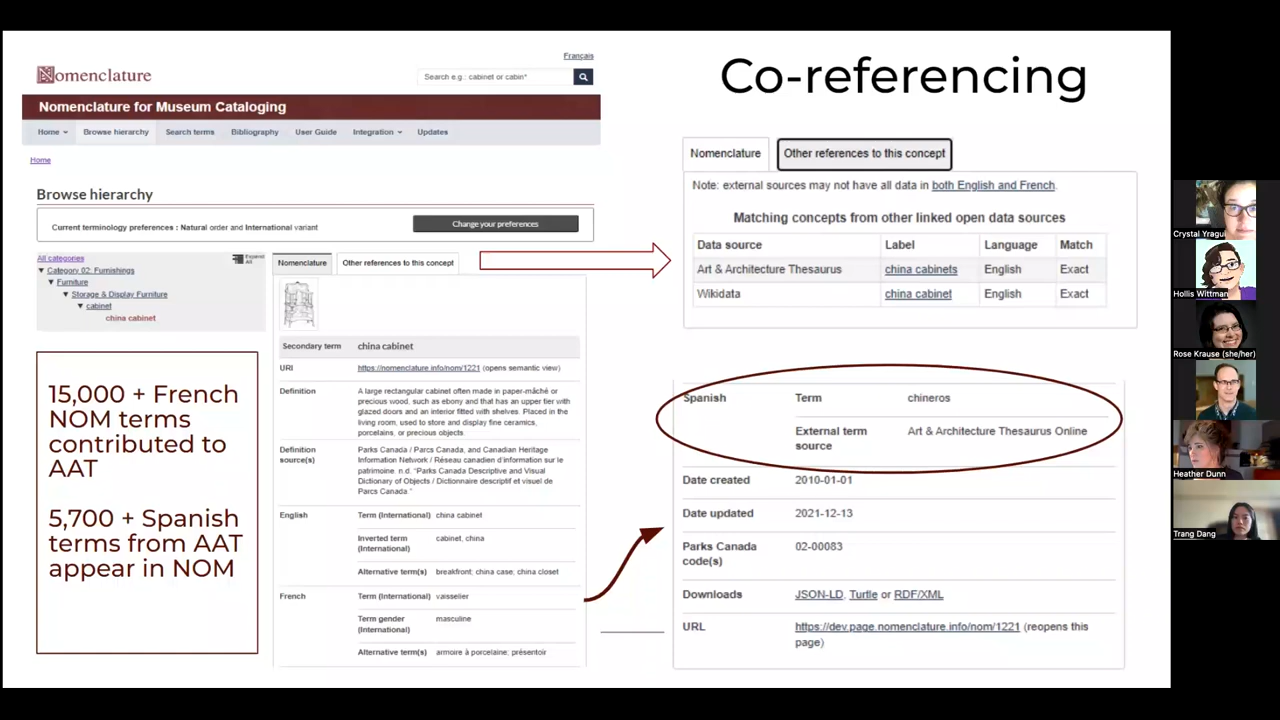 Français
Nomenclature
Search e.g.: cabinet or cabin*
Nomenclature for Museum Cataloging
Home
Browse hierarchy
Search terms
Bibliography
User Guide
Integration
Updates
Home
Browse hierarchy
Current terminology preferences : Natural order and International variant
Change your preferences
All categories
Expand All
Category 02: Furnishings
Furniture
Storage & Display Furniture
cabinet
china cabinet
15,000 + French
NOM terms
contributed to
AAT
5,700 + Spanish
terms from AAT
appear in NOM
Nomenclature
Other references to this concept
Secondary term china cabinet
URI https://nomenclature.info/nom/1221 (opens semantic view)
Definition A large rectangular cabinet often made in paper-mâché or
precious wood, such as ebony and that has an upper tier with
glazed doors and an interior fitted with shelves. Placed in the
living room, used to store and display fine ceramics,
porcelains, or precious objects.
Definition source(s) Parks Canada / Parcs Canada, and Canadian Heritage
Information Network / Réseau canadien d'information sur le
patrimoine. n.d. "Parks Canada Descriptive and Visual
Dictionary of Objects / Dictionnaire descriptif et visuel de
Parcs Canada."
English Term (International) china cabinet
Inverted term (International) cabinet, china
Alternative term(s) breakfront; china case; china closet
French Term (International) vaisselier
Term gender (International) masculine
Alternative term(s) armoire à porcelaine; présentoir
Co-referencing
Nomenclature
Other references to this concept
Note: external sources may not have all data in both English and French.
Matching concepts from other linked open data sources
Data source Label Language Match
Art & Architecture Thesaurus china cabinets English Exact
Wikidata china cabinet English Exact
Spanish Term chineros
External term source Art & Architecture Thesaurus Online
Date created 2010-01-01
Date updated 2021-12-13
Parks Canada code(s) 02-00083
Downloads JSON-LD, Turtle or RDF/XML
URL https://dev.page.nomenclature.info/nom/1221 (reopens this
page)
Crystal Yragui
Hollis Wittman
Rose Krause (she/her)
Heather Dunn
Trang Dang